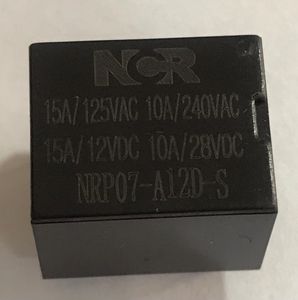 NCR
15A/125VAC 10A/240VAC
15A/12VDC 10A/28VDC
NRP07-A12D-S